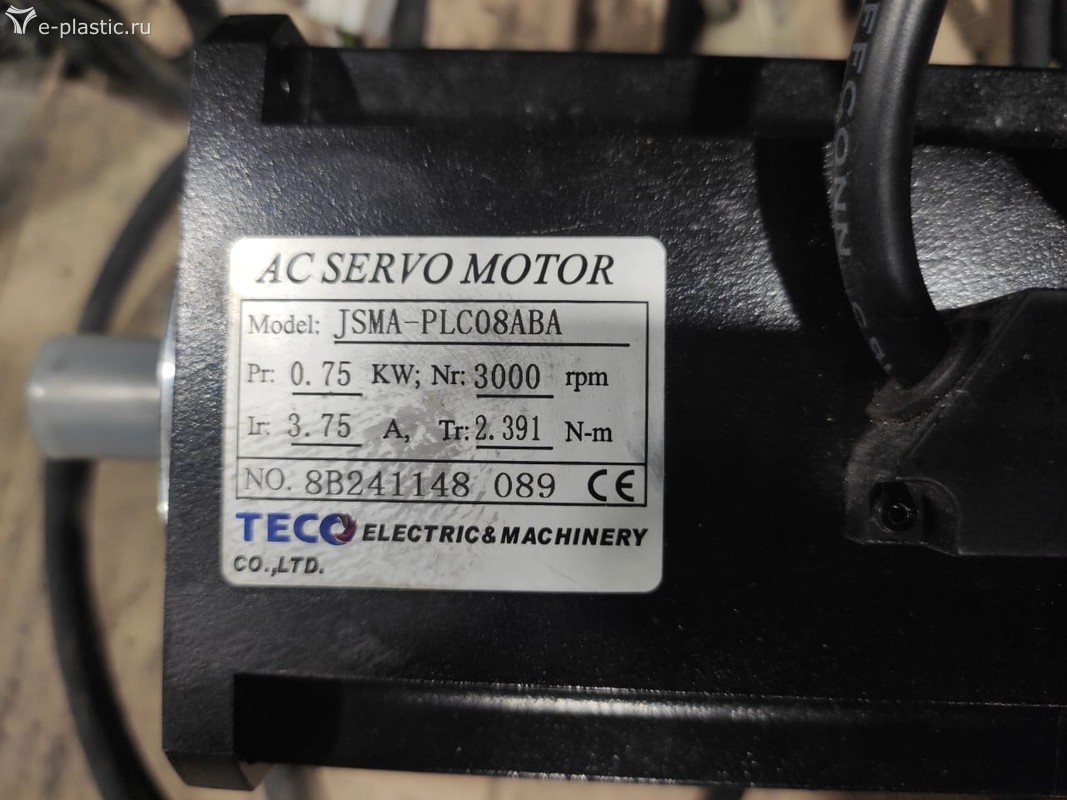 e-plastic.ru
AC SERVO MOTOR
Model: JSMA-PLC08ABA
Pr: 0.75 KW; Nr: 3000 rpm
Ir: 3.75 A, Tr: 2.391 N-m
NO. 8B241148 089 CE
TECO ELECTRIC&MACHINERY
CO.,LTD.